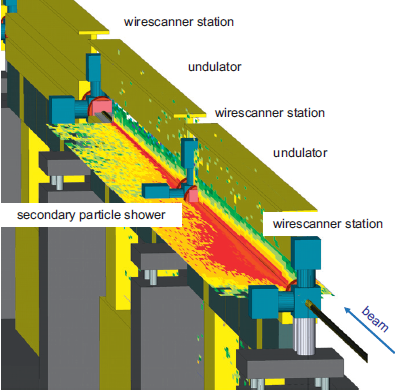 wirescanner station
undulator
wirescanner station
undulator
secondary particle shower
wirescanner station
beam